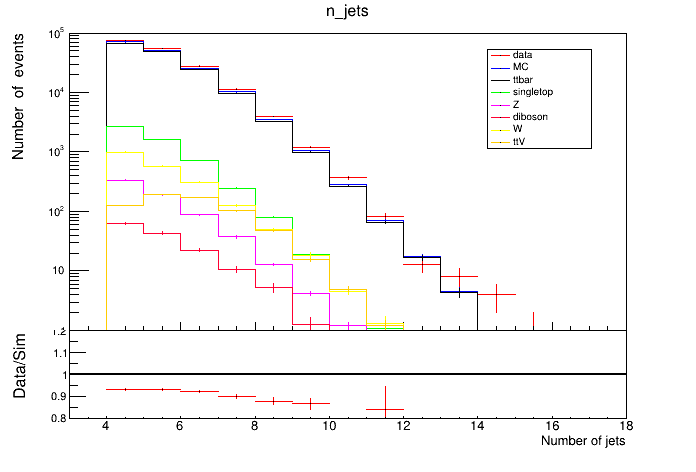 n_jets
Number of events
10^5
10^4
10^3
10^2
10
data
MC
ttbar
singletop
Z
diboson
W
ttV
Data/Sim
1.2
1.1
1
0.9
0.8
4 6 8 10 12 14 16 18
Number of jets